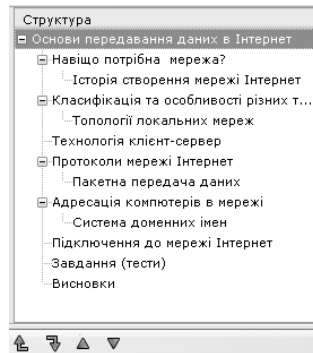 Структура
Основи передавання даних в Інтернет
Навіщо потрібна мережа?
Історія створення мережі Інтернет
Класифікація та особливості різних т...
Топології локальних мереж
Технологія клієнт-сервер
Протоколи мережі Інтернет
Пакетна передача даних
Адресація компютерів в мережі
Система доменних імен
Підключення до мережі Інтернет
Завдання (тести)
Висновки